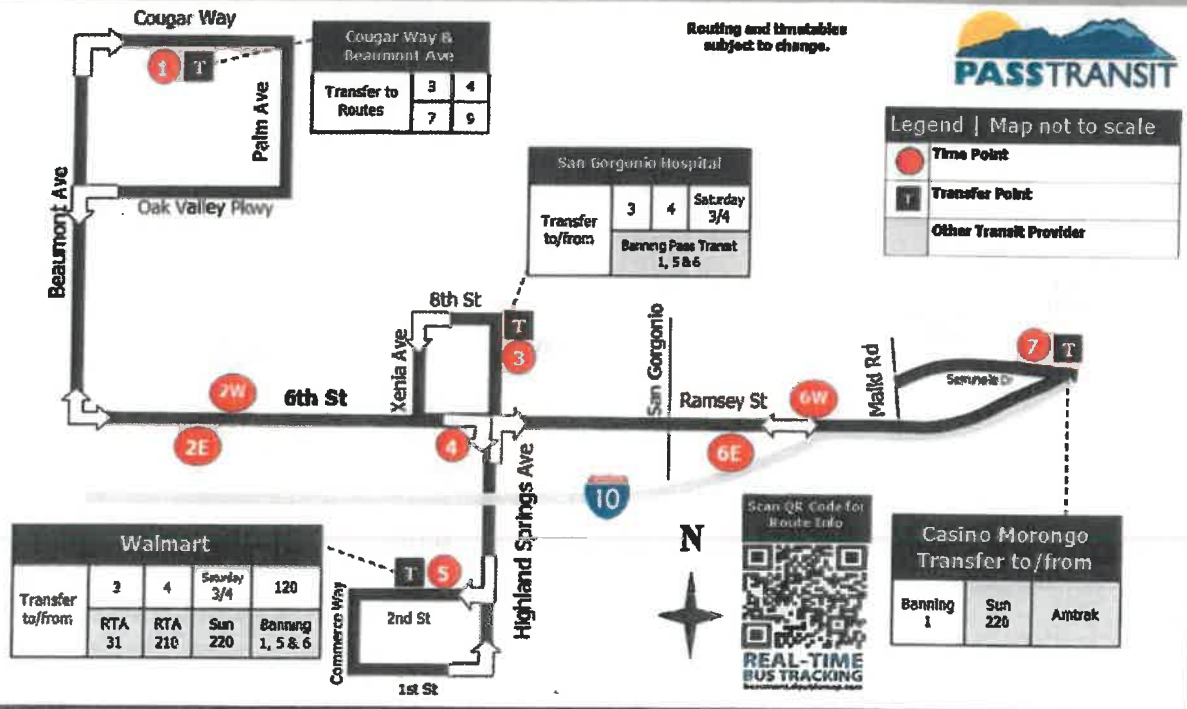 Cougar Way
1
T
Cougar Way &
Beaumont Ave
Transfer to
Routes
3
4
7
9
Palm Ave
Beaumont Ave
Oak Valley Pkwy
Routing and timetables
subject to change.
PASSTRANSIT
Legend | Map not to scale
Time Point
T
Transfer Point
Other Transit Provider
San Gorgonio Hospital
Transfer
to/from
3
4
Saturday
3/4
Banning Pass Transit
1, 5 & 6
8th St
T
3
Xenia Ave
2W
6th St
2E
4
Highland Springs Ave
San Gorgonio
Ramsey St
6W
6E
Malki Rd
7
T
Seminole Dr
10
Walmart
Transfer
to/from
3
4
Saturday
3/4
120
RTA
31
RTA
210
Sun
220
Banning
1, 5 & 6
T
5
Commerce Way
2nd St
1st St
N
Scan QR Code for
Route Info
REAL-TIME
BUS TRACKING
Casino Morongo
Transfer to/from
Banning
1
Sun
220
Amtrak